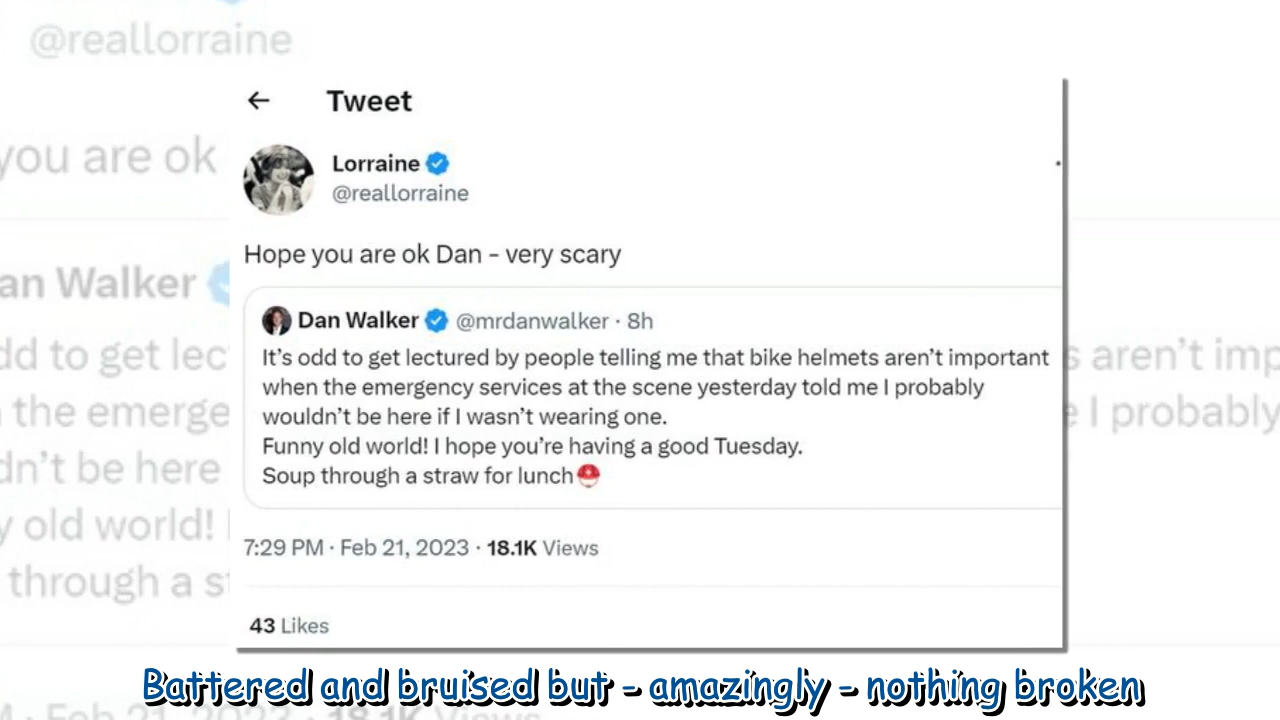 @reallorraine
you are ok
an Walker
dd to get lec
the emerge
dn't be here
y old world! I
through a st
Tweet
Lorraine
@reallorraine
Hope you are ok Dan - very scary
Dan Walker @mrdanwalker · 8h
It's odd to get lectured by people telling me that bike helmets aren't important
when the emergency services at the scene yesterday told me I probably
wouldn't be here if I wasn't wearing one.
Funny old world! I hope you're having a good Tuesday.
Soup through a straw for lunch⛑️
7:29 PM · Feb 21, 2023 · 18.1K Views
43 Likes
s aren't imp
e I probably
Battered and bruised but - amazingly - nothing broken